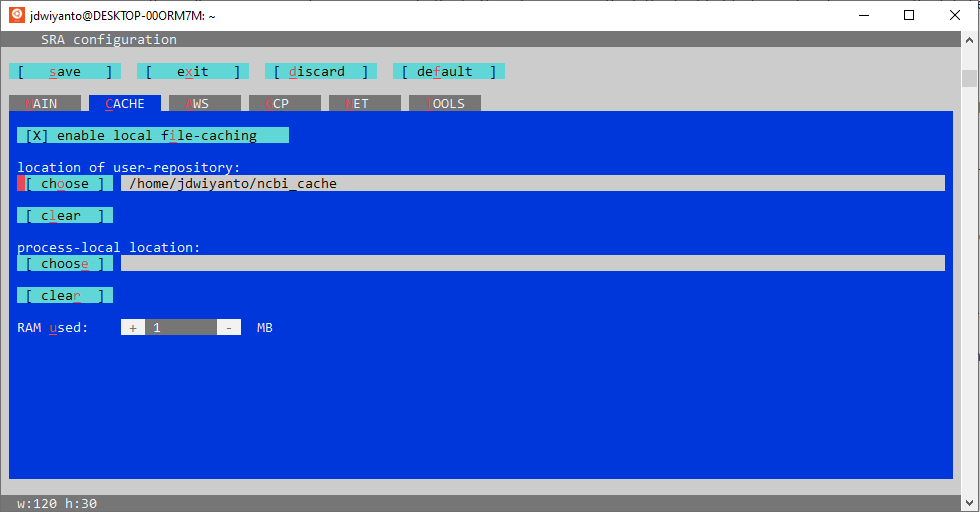 jdwiyanto@DESKTOP-00ORM7M: ~
SRA configuration
[ save ] [ exit ] [ discard ] [ default ]
MAIN CACHE AWS GCP NET TOOLS
[X] enable local file-caching
location of user-repository:
[ choose ] /home/jdwiyanto/ncbi_cache
[ clear ]
process-local location:
[ choose ]
[ clear ]
RAM used: + 1 - MB
w:120 h:30